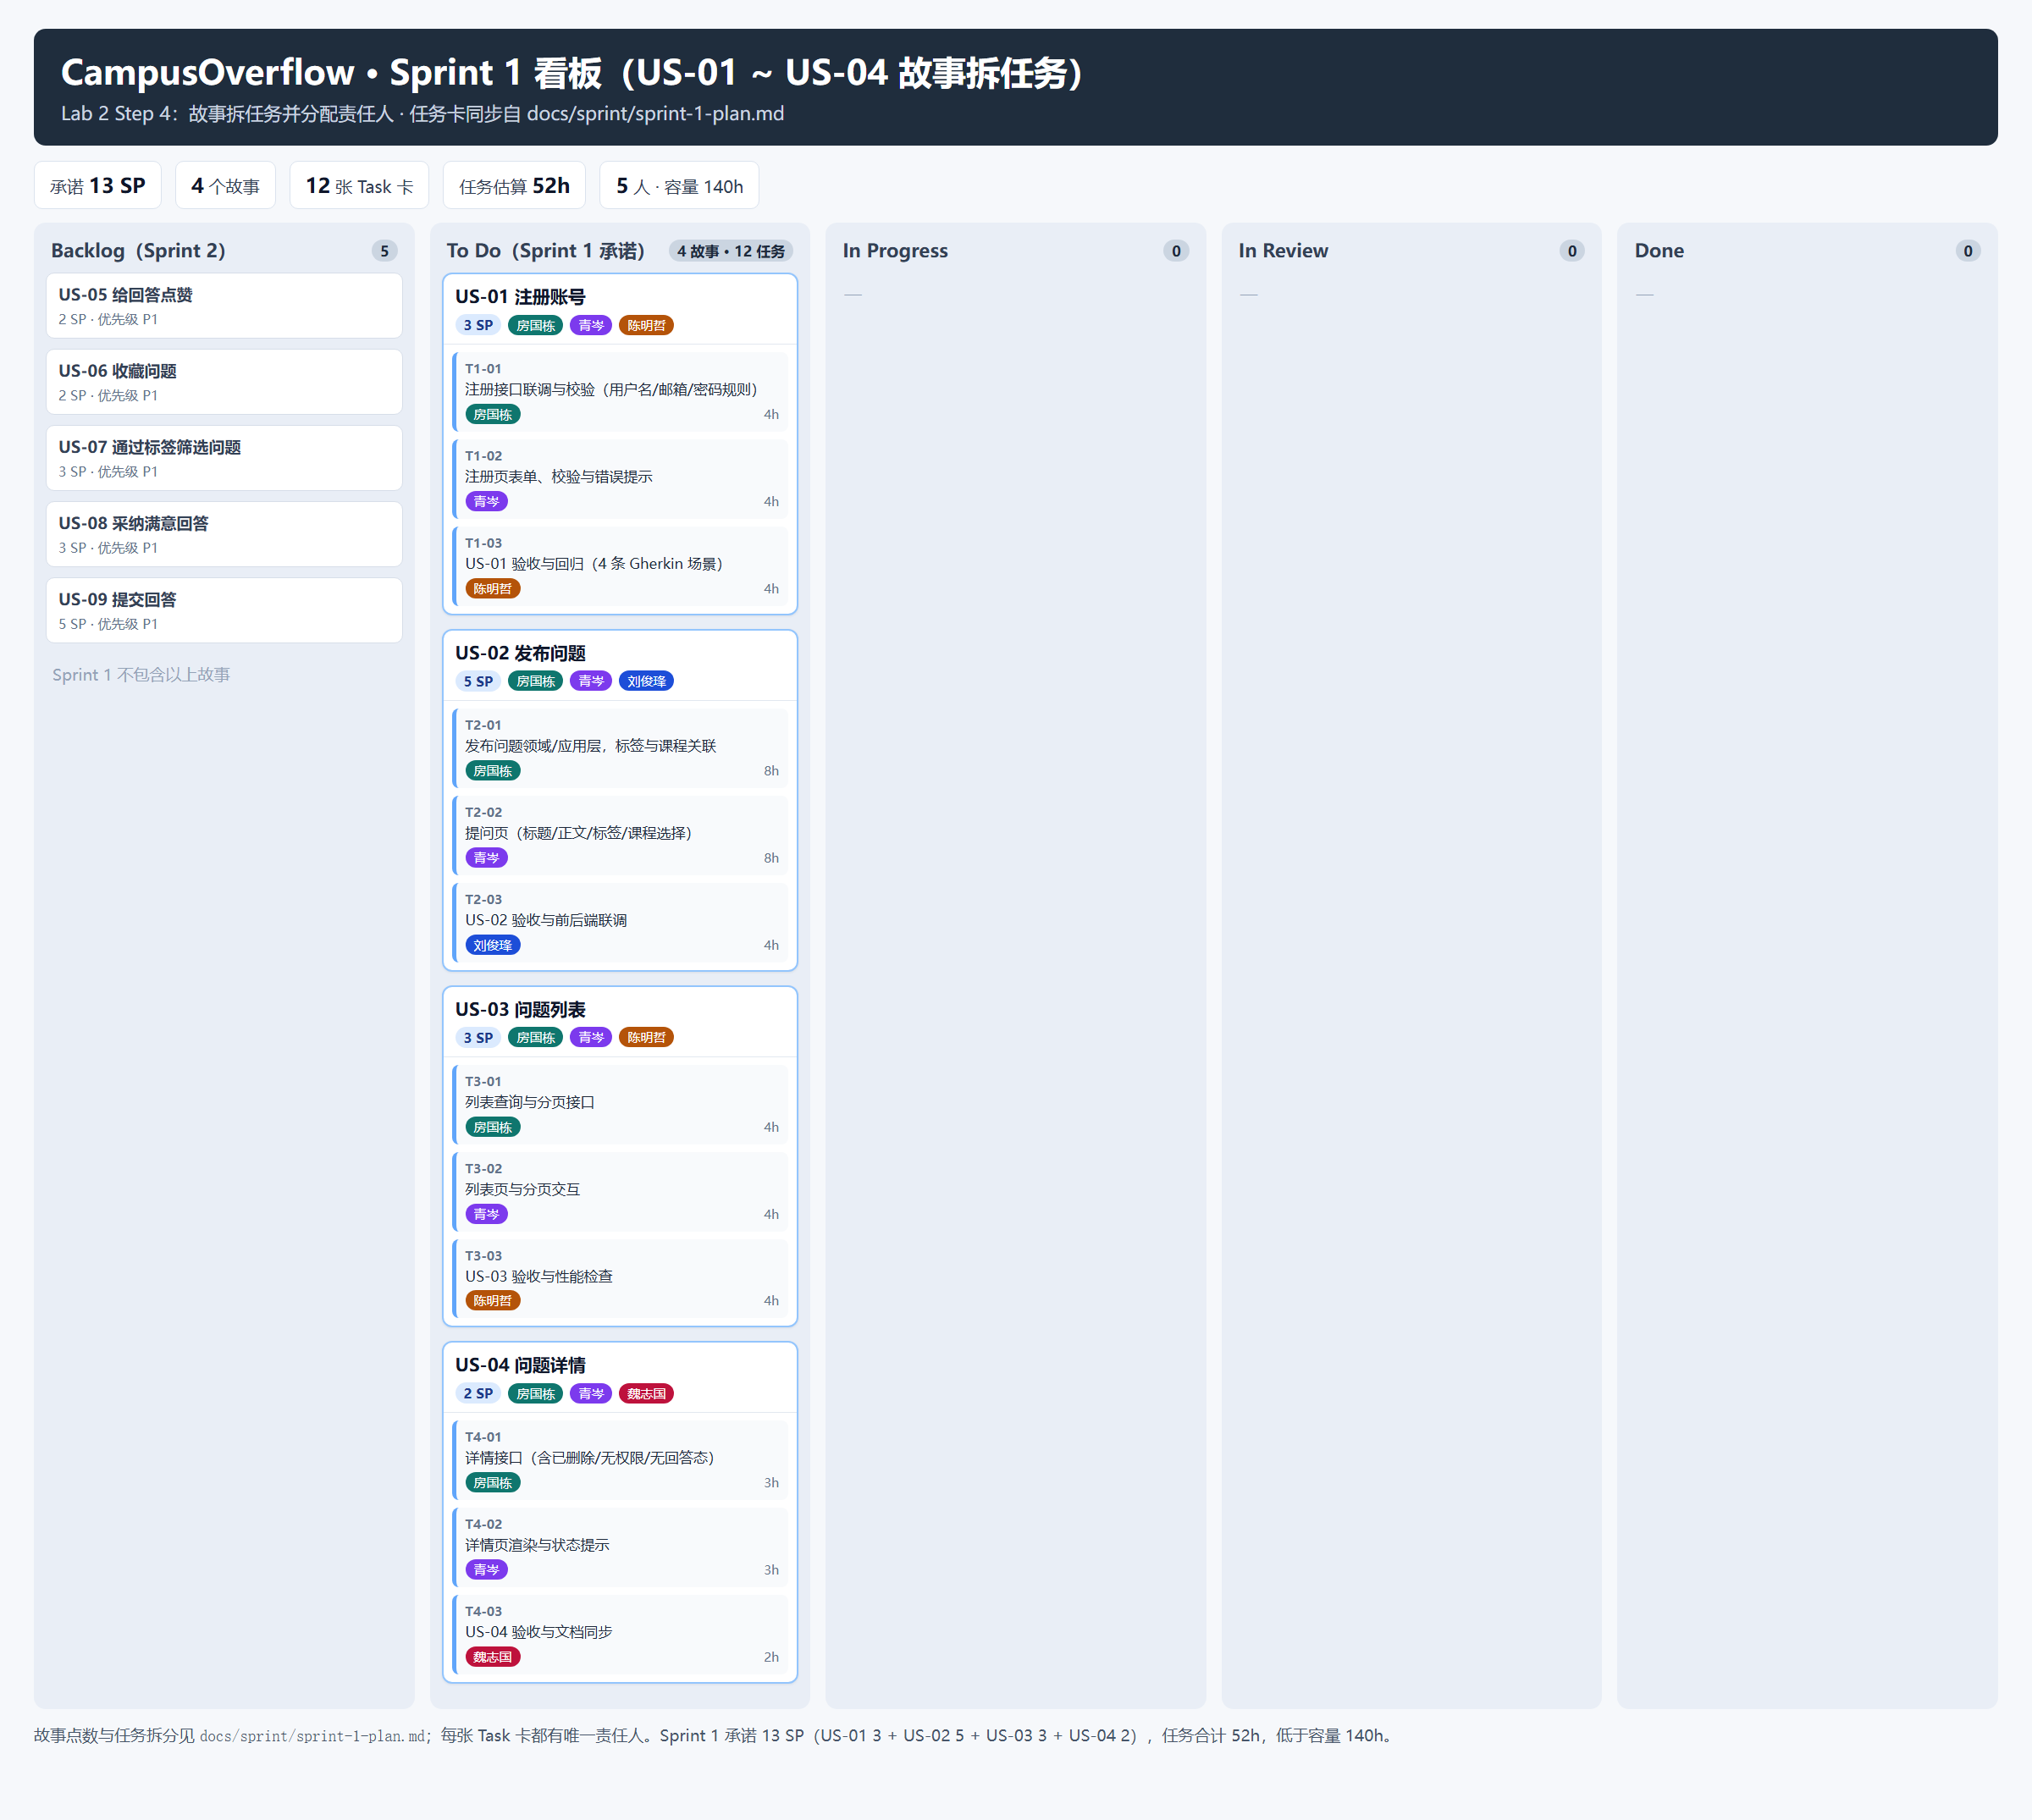 CampusOverflow • Sprint 1 看板（US-01 ~ US-04 故事拆任务）
Lab 2 Step 4：故事拆任务并分配责任人 · 任务卡同步自 docs/sprint/sprint-1-plan.md
承诺 13 SP
4 个故事
12 张 Task 卡
任务估算 52h
5 人 · 容量 140h
Backlog（Sprint 2） 5
US-05 给回答点赞
2 SP · 优先级 P1
US-06 收藏问题
2 SP · 优先级 P1
US-07 通过标签筛选问题
3 SP · 优先级 P1
US-08 采纳满意回答
3 SP · 优先级 P1
US-09 提交回答
5 SP · 优先级 P1
Sprint 1 不包含以上故事
To Do（Sprint 1 承诺） 4 故事 • 12 任务
US-01 注册账号
3 SP 房国栋 青岑 陈明哲
T1-01
注册接口联调与校验（用户名/邮箱/密码规则）
房国栋 4h
T1-02
注册页表单、校验与错误提示
青岑 4h
T1-03
US-01 验收与回归（4 条 Gherkin 场景）
陈明哲 4h
US-02 发布问题
5 SP 房国栋 青岑 刘俊琒
T2-01
发布问题领域/应用层，标签与课程关联
房国栋 8h
T2-02
提问页（标题/正文/标签/课程选择）
青岑 8h
T2-03
US-02 验收与前后端联调
刘俊琒 4h
US-03 问题列表
3 SP 房国栋 青岑 陈明哲
T3-01
列表查询与分页接口
房国栋 4h
T3-02
列表页与分页交互
青岑 4h
T3-03
US-03 验收与性能检查
陈明哲 4h
US-04 问题详情
2 SP 房国栋 青岑 魏志国
T4-01
详情接口（含已删除/无权限/无回答态）
房国栋 3h
T4-02
详情页渲染与状态提示
青岑 3h
T4-03
US-04 验收与文档同步
魏志国 2h
In Progress 0
—
In Review 0
—
Done 0
—
故事点数与任务拆分见 docs/sprint/sprint-1-plan.md；每张 Task 卡都有唯一责任人。Sprint 1 承诺 13 SP（US-01 3 + US-02 5 + US-03 3 + US-04 2），任务合计 52h，低于容量 140h。